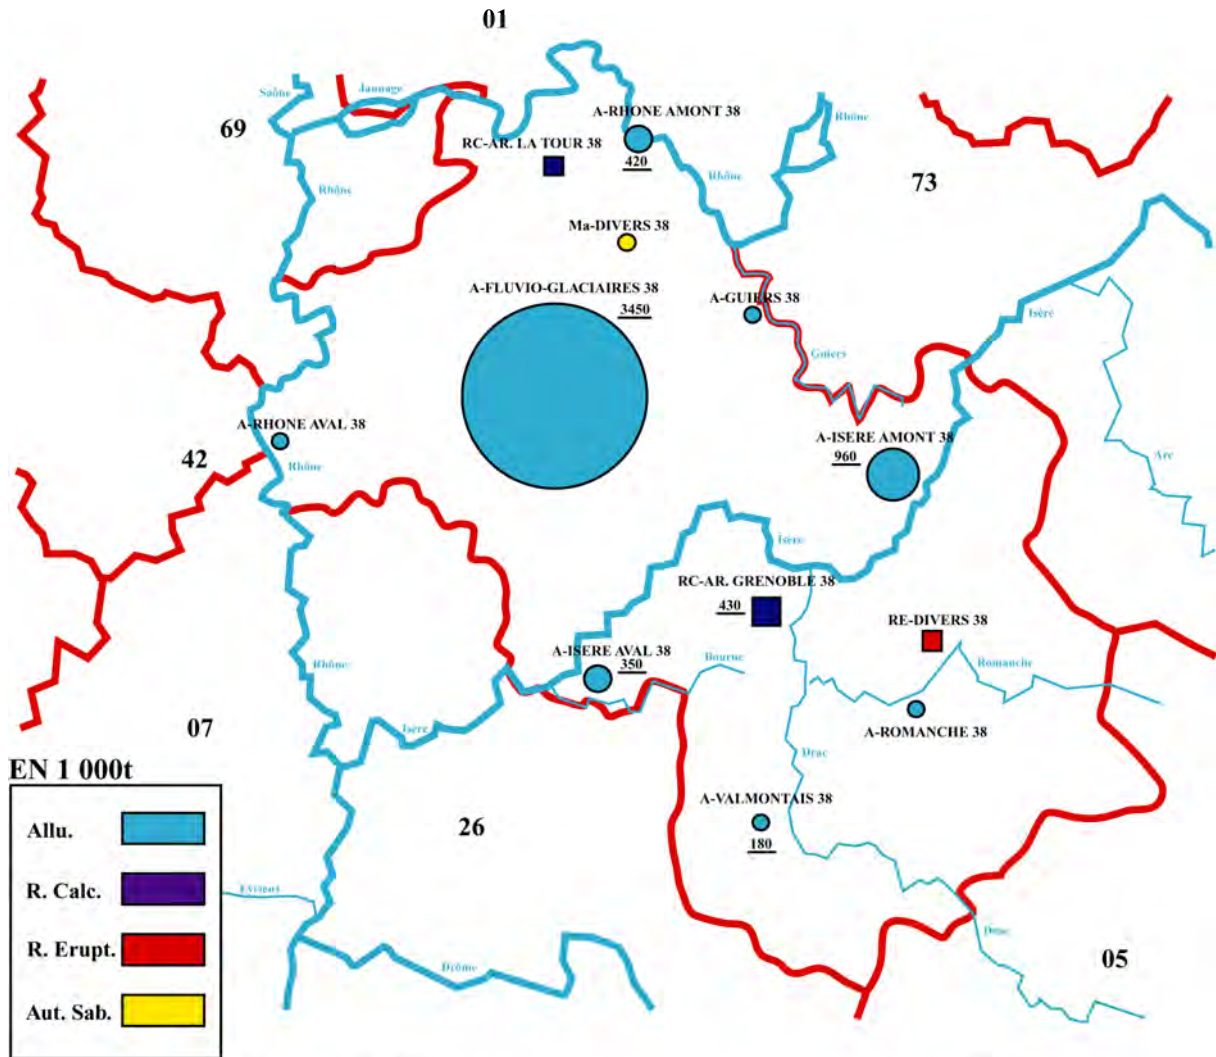 01
Saône
Jaunage
A-RHONE AMONT 38
Rhône
69
RC-AR. LA TOUR 38
420
73
Rhône
Rhône
Ma-DIVERS 38
A-FLUVIO-GLACIAIRES 38
3450
A-GUIERS 38
Isère
Guiers
A-RHONE AVAL 38
A-ISERE AMONT 38
42
960
Rhône
Arc
Isère
RC-AR. GRENOBLE 38
430
RE-DIVERS 38
A-ISERE AVAL 38
350
Bourne
Romanche
Rhône
07
Isère
A-ROMANCHE 38
Drac
EN 1 000t
A-VALMONTAIS 38
26
180
Allu.
R. Calc.
R. Erupt.
Aut. Sab.
Drac
Drôme
05